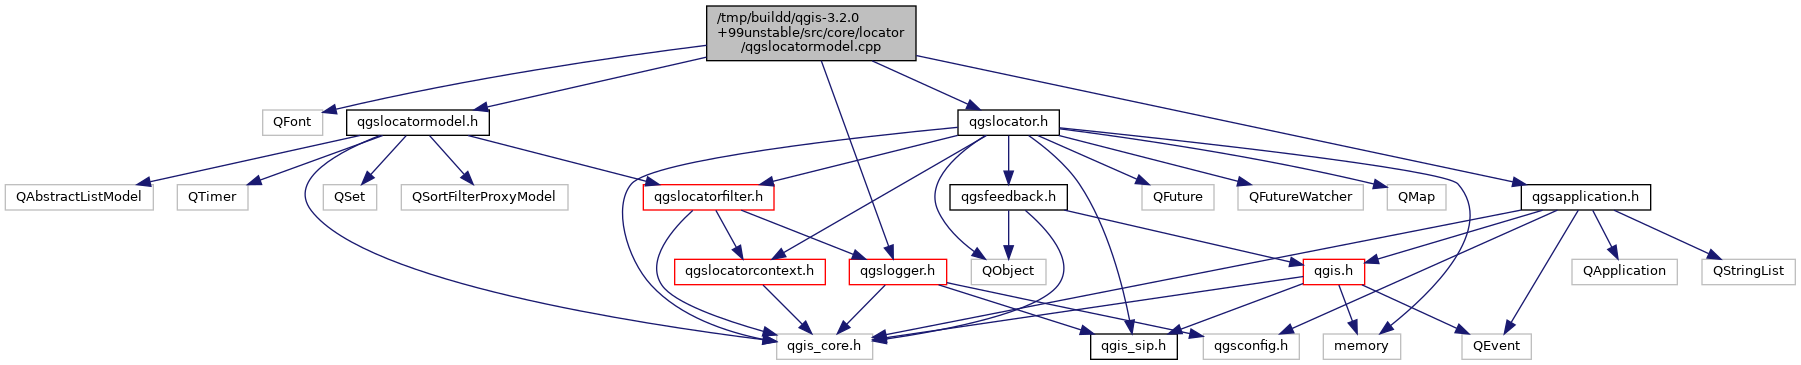 /tmp/buildd/qgis-3.2.0
+99unstable/src/core/locator
/qgslocatormodel.cpp
QFont
qgslocatormodel.h
qgslocator.h
QAbstractListModel
QTimer
QSet
QSortFilterProxyModel
qgslocatorfilter.h
qgsfeedback.h
QFuture
QFutureWatcher
QMap
qgsapplication.h
qgslocatorcontext.h
qgslogger.h
QObject
qgis.h
QApplication
QStringList
qgis_core.h
qgis_sip.h
qgsconfig.h
memory
QEvent